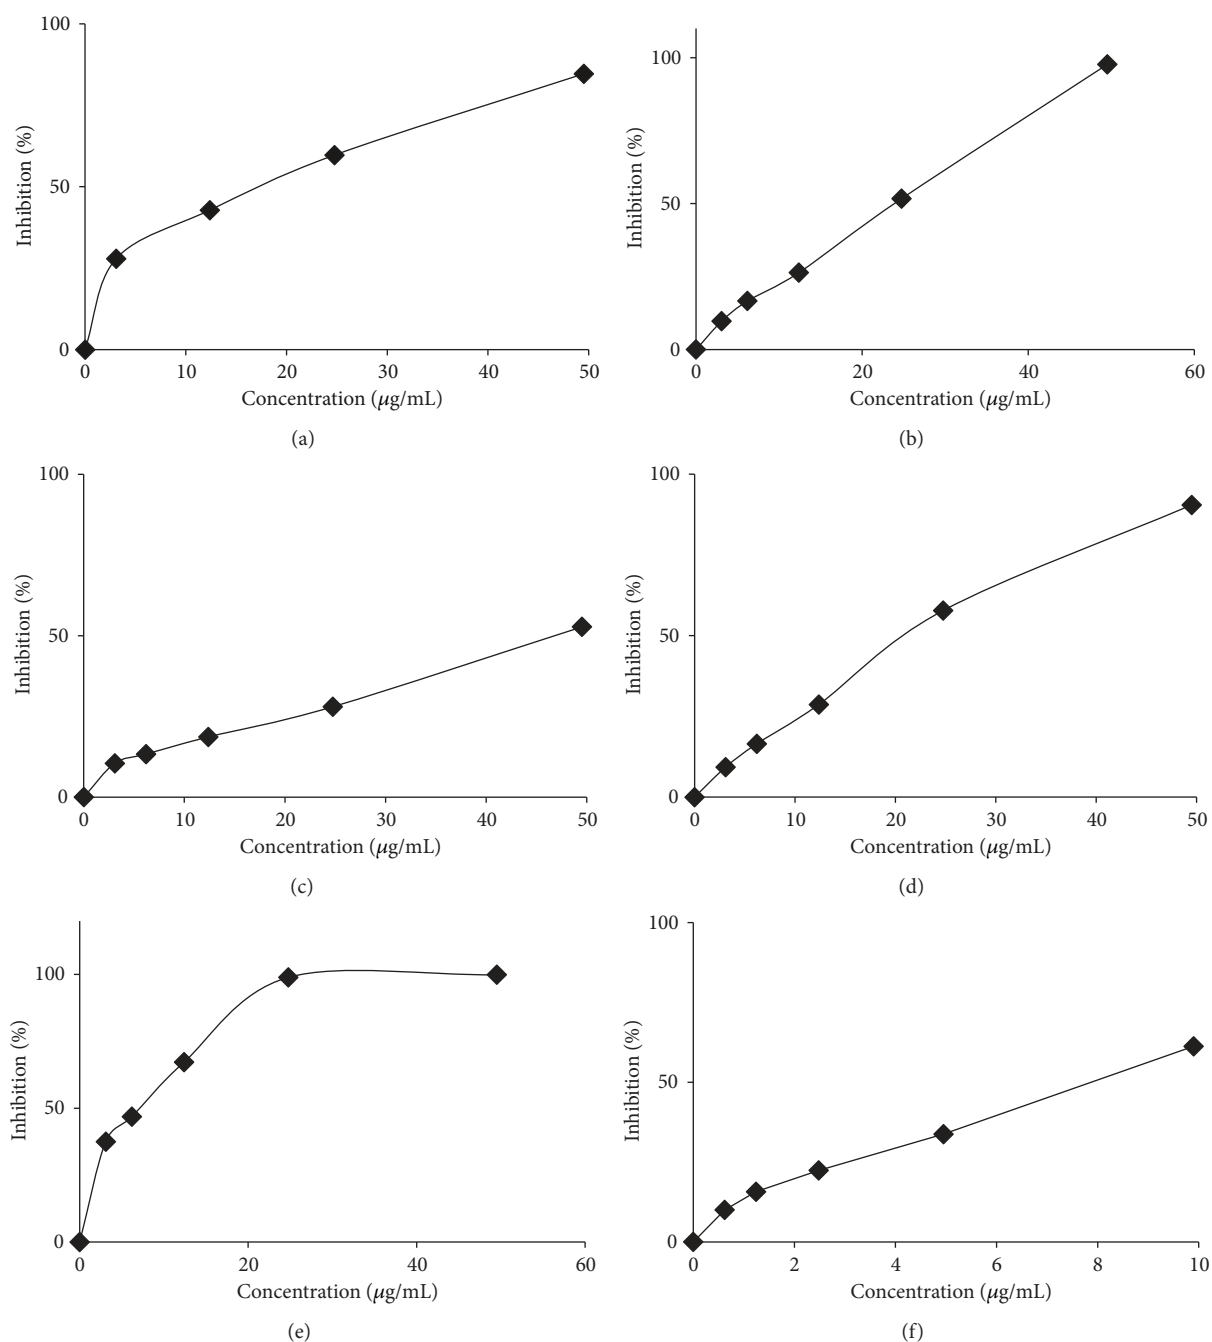 100
50
0
Inhibition (%)
0 10 20 30 40 50
Concentration (μg/mL)
(a)
100
50
0
Inhibition (%)
0 20 40 60
Concentration (μg/mL)
(b)
100
50
0
Inhibition (%)
0 10 20 30 40 50
Concentration (μg/mL)
(c)
100
50
0
Inhibition (%)
0 10 20 30 40 50
Concentration (μg/mL)
(d)
100
50
0
Inhibition (%)
0 20 40 60
Concentration (μg/mL)
(e)
100
50
0
Inhibition (%)
0 2 4 6 8 10
Concentration (μg/mL)
(f)